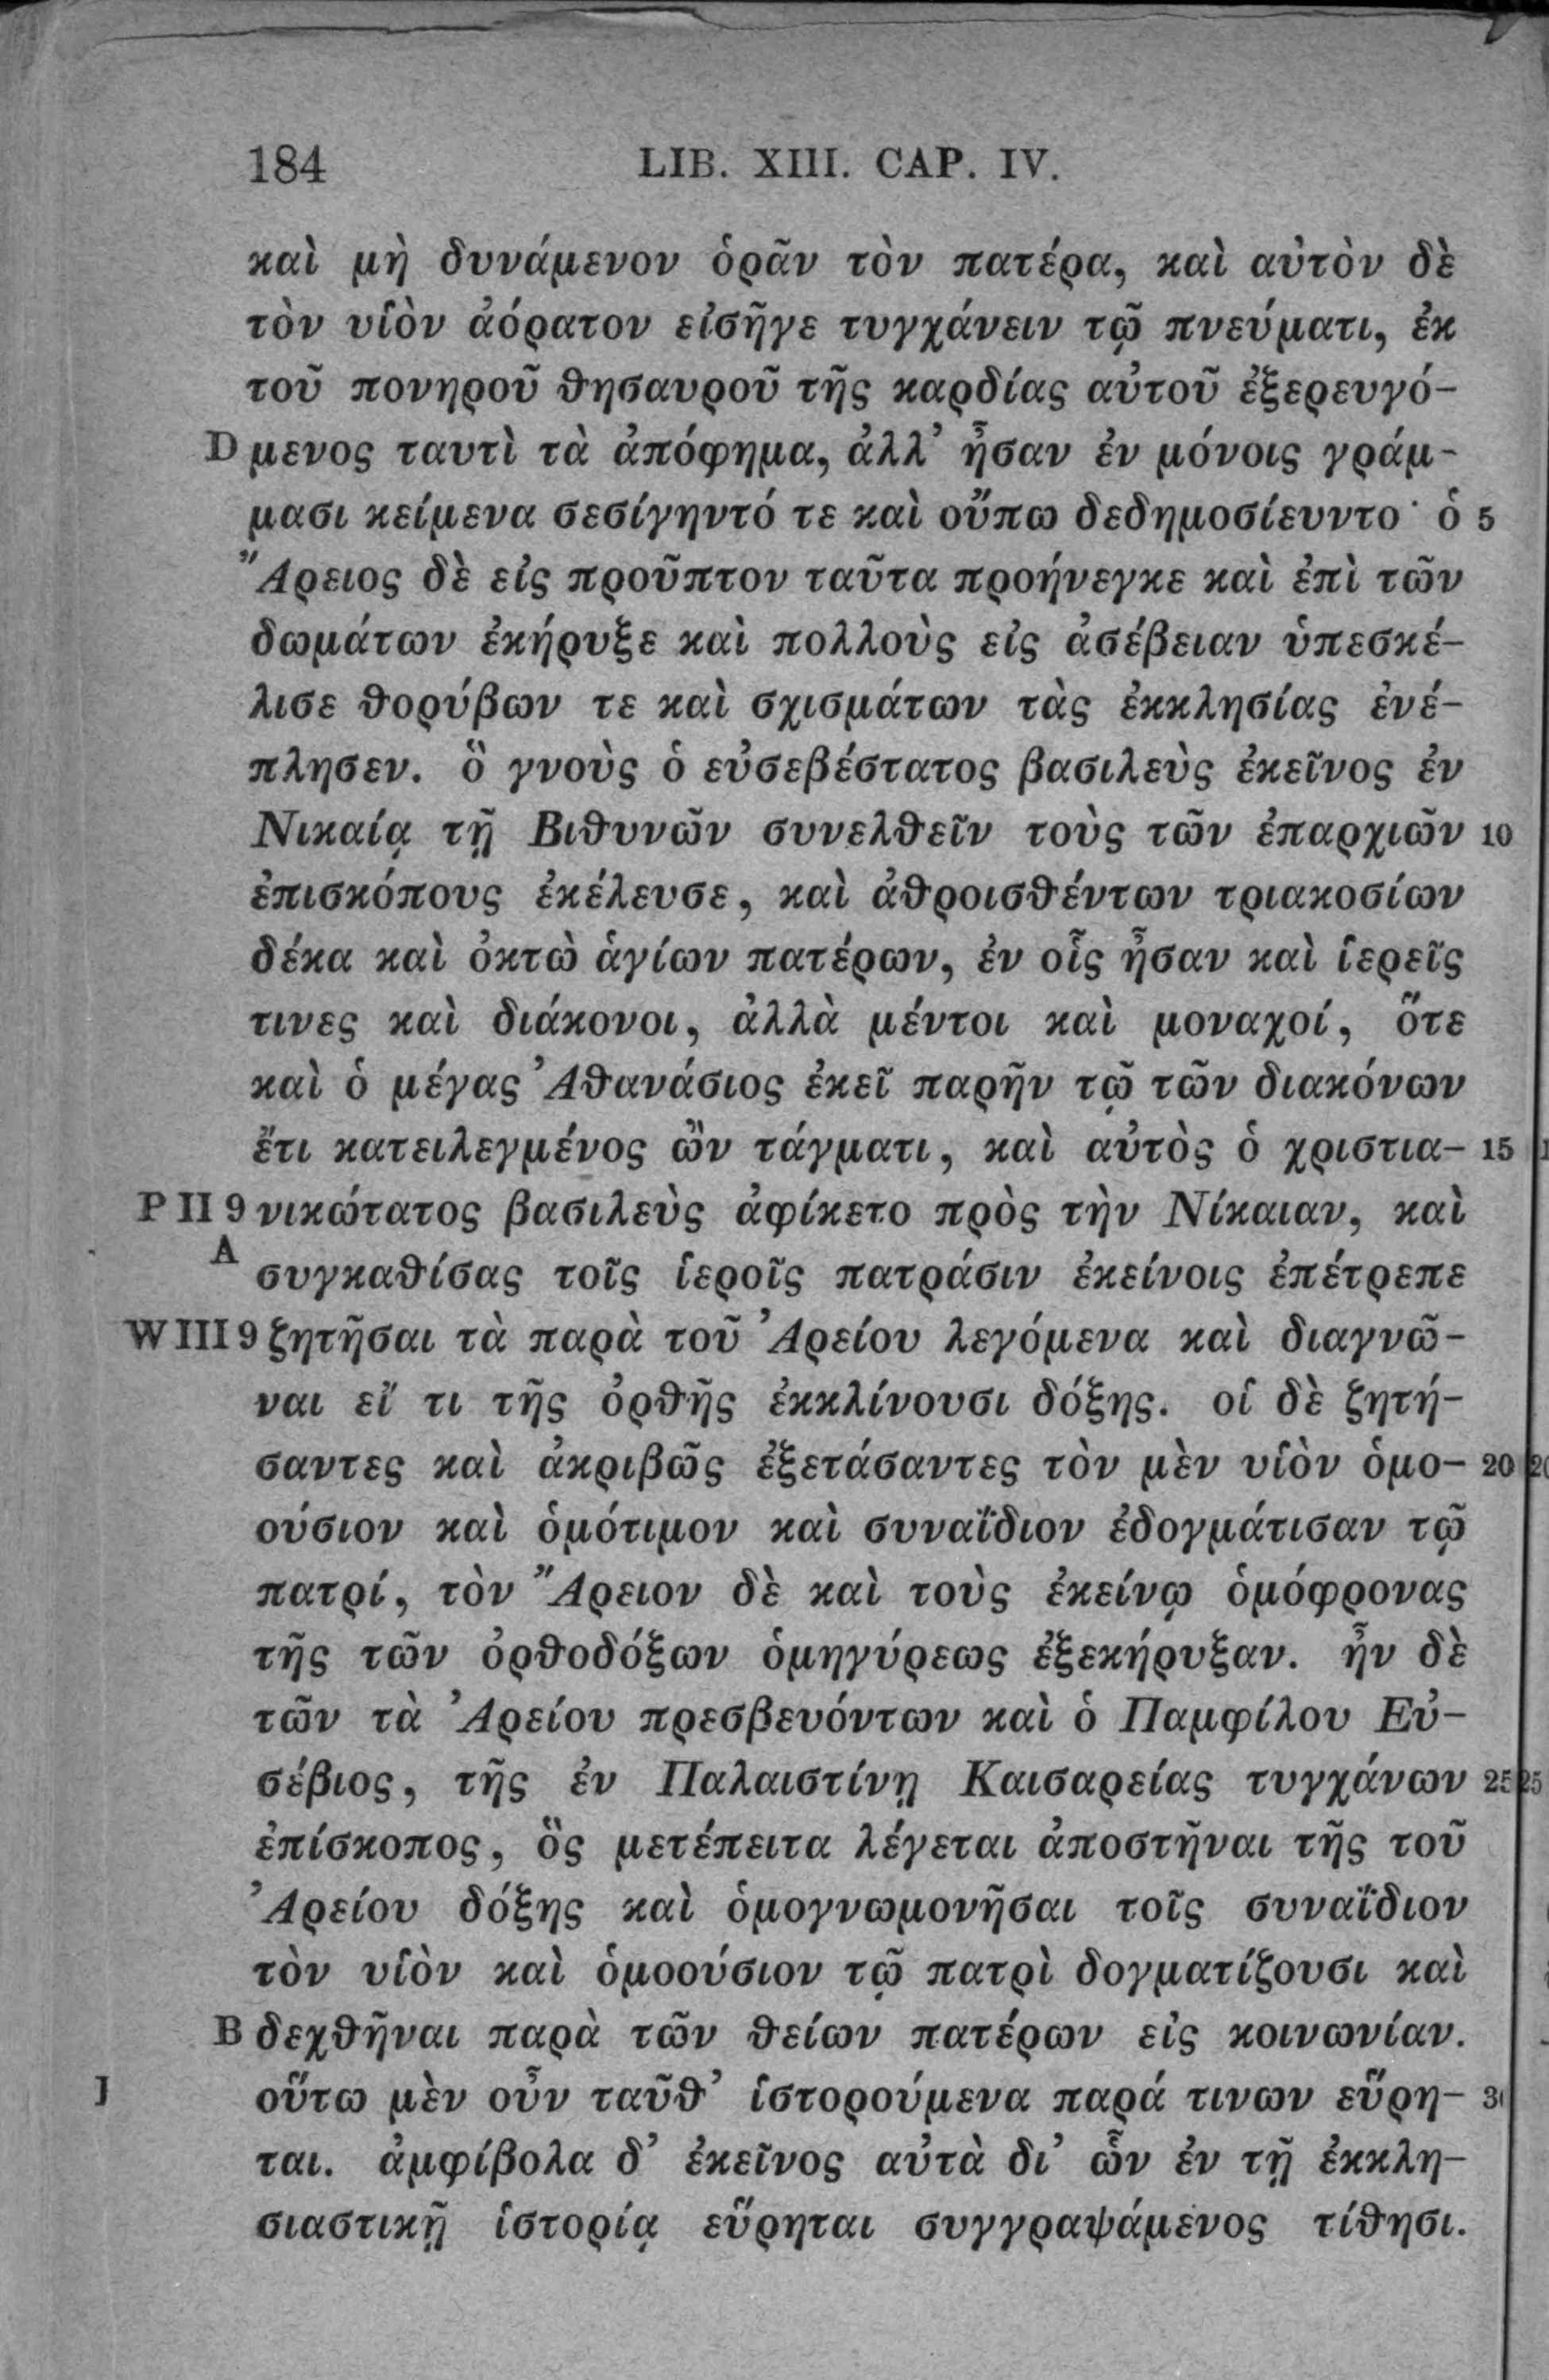 184 LIB. XIII. CAP. IV.
καὶ μὴ δυνάμενον ὁρᾶν τὸν πατέρα, καὶ αὐτὸν δὲ
τὸν υἱὸν ἀόρατον εἰσῆγε τυγχάνειν τῷ πνεύματι, ἐκ
τοῦ πονηροῦ θησαυροῦ τῆς καρδίας αὐτοῦ ἐξερευγό-
D μενος ταυτὶ τὰ ἀπόφημα, ἀλλ’ ἦσαν ἐν μόνοις γράμ-
μασι κείμενα σεσίγηντό τε καὶ οὔπω δεδημοσίευντο· ὁ 5
Ἄρειος δὲ εἰς προῦπτον ταῦτα προήνεγκε καὶ ἐπὶ τῶν
δωμάτων ἐκήρυξε καὶ πολλοὺς εἰς ἀσέβειαν ὑπεσκέ-
λισε θορύβων τε καὶ σχισμάτων τὰς ἐκκλησίας ἐνέ-
πλησεν. ὃ γνοὺς ὁ εὐσεβέστατος βασιλεὺς ἐκεῖνος ἐν
Νικαίᾳ τῇ Βιθυνῶν συνελθεῖν τοὺς τῶν ἐπαρχιῶν 10
ἐπισκόπους ἐκέλευσε, καὶ ἀθροισθέντων τριακοσίων
δέκα καὶ ὀκτὼ ἁγίων πατέρων, ἐν οἷς ἦσαν καὶ ἱερεῖς
τινες καὶ διάκονοι, ἀλλὰ μέντοι καὶ μοναχοί, ὅτε
καὶ ὁ μέγας Ἀθανάσιος ἐκεῖ παρῆν τῷ τῶν διακόνων
ἔτι κατειλεγμένος ὢν τάγματι, καὶ αὐτὸς ὁ χριστια- 15
P II 9 νικώτατος βασιλεὺς ἀφίκετο πρὸς τὴν Νίκαιαν, καὶ
A συγκαθίσας τοῖς ἱεροῖς πατράσιν ἐκείνοις ἐπέτρεπε
W III 9 ζητῆσαι τὰ παρὰ τοῦ Ἀρείου λεγόμενα καὶ διαγνῶ-
ναι εἴ τι τῆς ὀρθῆς ἐκκλίνουσι δόξης. οἱ δὲ ζητή-
σαντες καὶ ἀκριβῶς ἐξετάσαντες τὸν μὲν υἱὸν ὁμο- 20
ούσιον καὶ ὁμότιμον καὶ συναΐδιον ἐδογμάτισαν τῷ
πατρί, τὸν Ἄρειον δὲ καὶ τοὺς ἐκείνῳ ὁμόφρονας
τῆς τῶν ὀρθοδόξων ὁμηγύρεως ἐξεκήρυξαν. ἦν δὲ
τῶν τὰ Ἀρείου πρεσβευόντων καὶ ὁ Παμφίλου Εὐ-
σέβιος, τῆς ἐν Παλαιστίνῃ Καισαρείας τυγχάνων 25
ἐπίσκοπος, ὃς μετέπειτα λέγεται ἀποστῆναι τῆς τοῦ
Ἀρείου δόξης καὶ ὁμογνωμονῆσαι τοῖς συναΐδιον
τὸν υἱὸν καὶ ὁμοούσιον τῷ πατρὶ δογματίζουσι καὶ
B δεχθῆναι παρὰ τῶν θείων πατέρων εἰς κοινωνίαν.
οὕτω μὲν οὖν ταῦθ’ ἱστορούμενα παρά τινων εὕρη-
ται. ἀμφίβολα δ’ ἐκεῖνος αὐτὰ δι’ ὧν ἐν τῇ ἐκκλη-
σιαστικῇ ἱστορίᾳ εὕρηται συγγραψάμενος τίθησι.